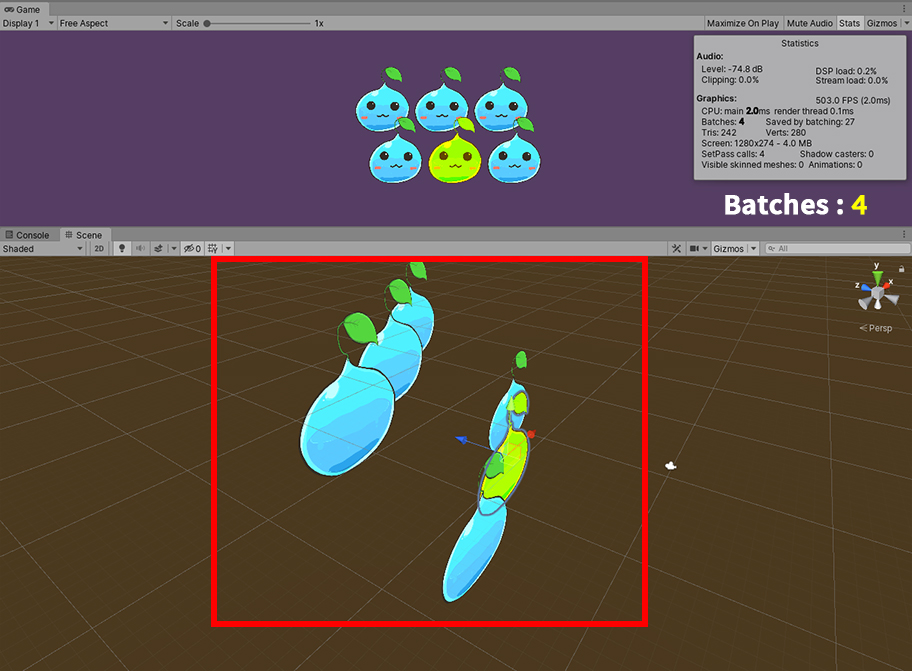 Game
Display 1 Free Aspect Scale 1x Maximize On Play Mute Audio Stats Gizmos
Statistics
Audio:
Level: -74.8 dB DSP load: 0.2%
Clipping: 0.0% Stream load: 0.0%
Graphics: 503.0 FPS (2.0ms)
CPU: main 2.0ms render thread 0.1ms
Batches: 4 Saved by batching: 27
Tris: 242 Verts: 280
Screen: 1280x274 - 4.0 MB
SetPass calls: 4 Shadow casters: 0
Visible skinned meshes: 0 Animations: 0
Batches : 4
Console Scene
Shaded 2D 0 Gizmos All
y
z x
Persp